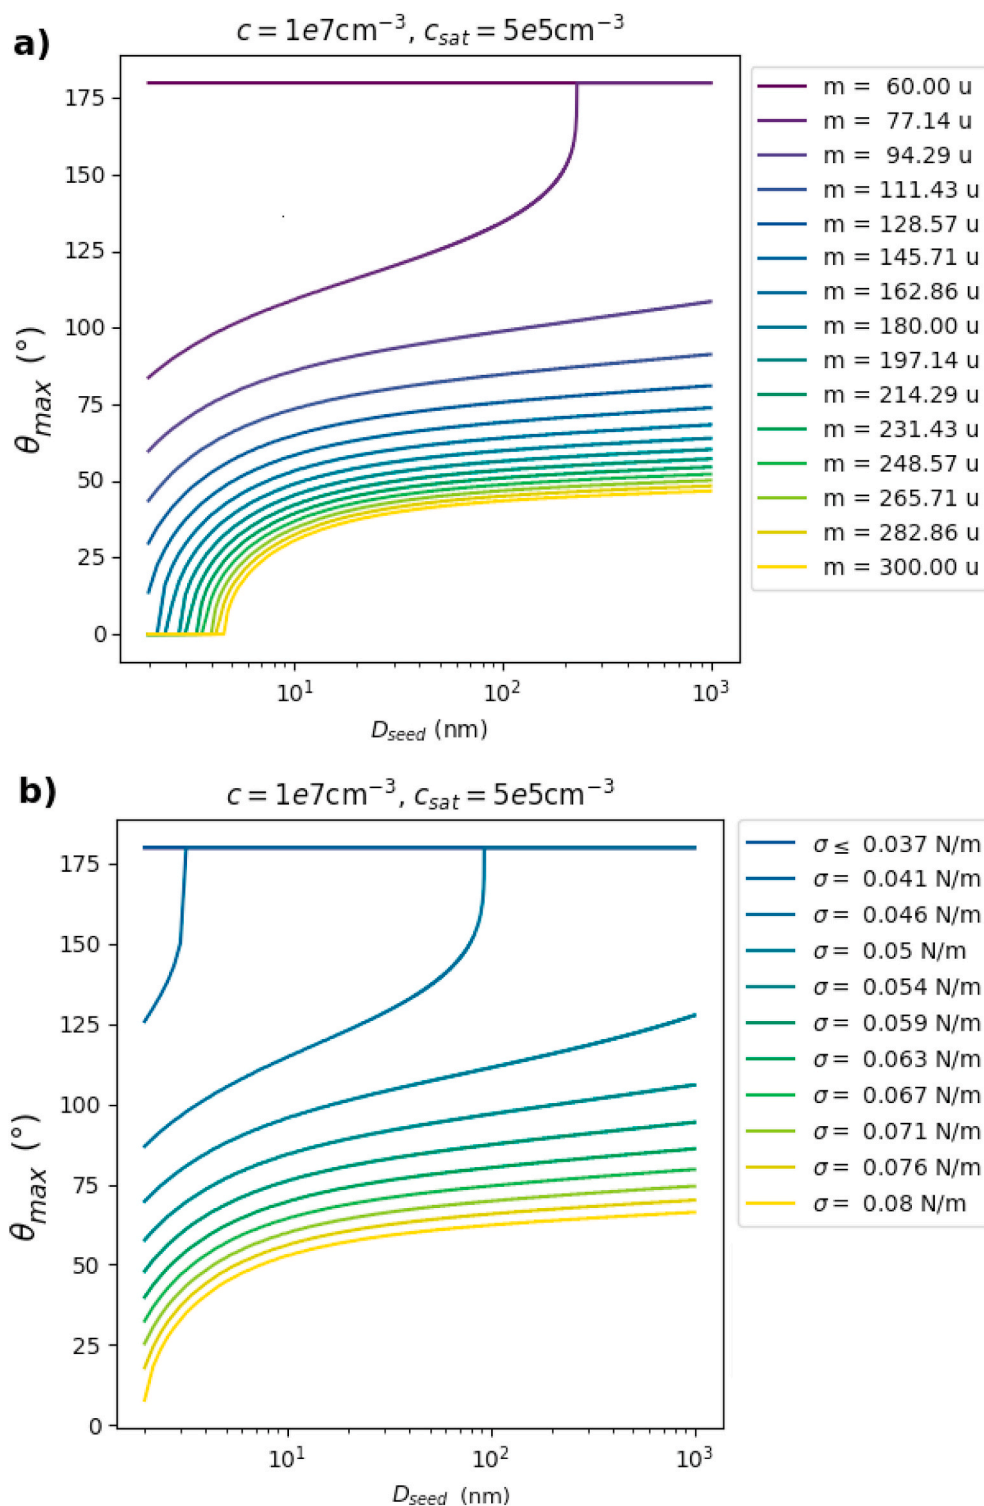 a)
c = 1e7cm⁻³, c_sat = 5e5cm⁻³
175
150
125
100
75
50
25
0
θ_max (°)
10¹
10²
10³
D_seed (nm)
m = 60.00 u
m = 77.14 u
m = 94.29 u
m = 111.43 u
m = 128.57 u
m = 145.71 u
m = 162.86 u
m = 180.00 u
m = 197.14 u
m = 214.29 u
m = 231.43 u
m = 248.57 u
m = 265.71 u
m = 282.86 u
m = 300.00 u
b)
c = 1e7cm⁻³, c_sat = 5e5cm⁻³
175
150
125
100
75
50
25
0
θ_max (°)
10¹
10²
10³
D_seed (nm)
σ ≤ 0.037 N/m
σ = 0.041 N/m
σ = 0.046 N/m
σ = 0.05 N/m
σ = 0.054 N/m
σ = 0.059 N/m
σ = 0.063 N/m
σ = 0.067 N/m
σ = 0.071 N/m
σ = 0.076 N/m
σ = 0.08 N/m